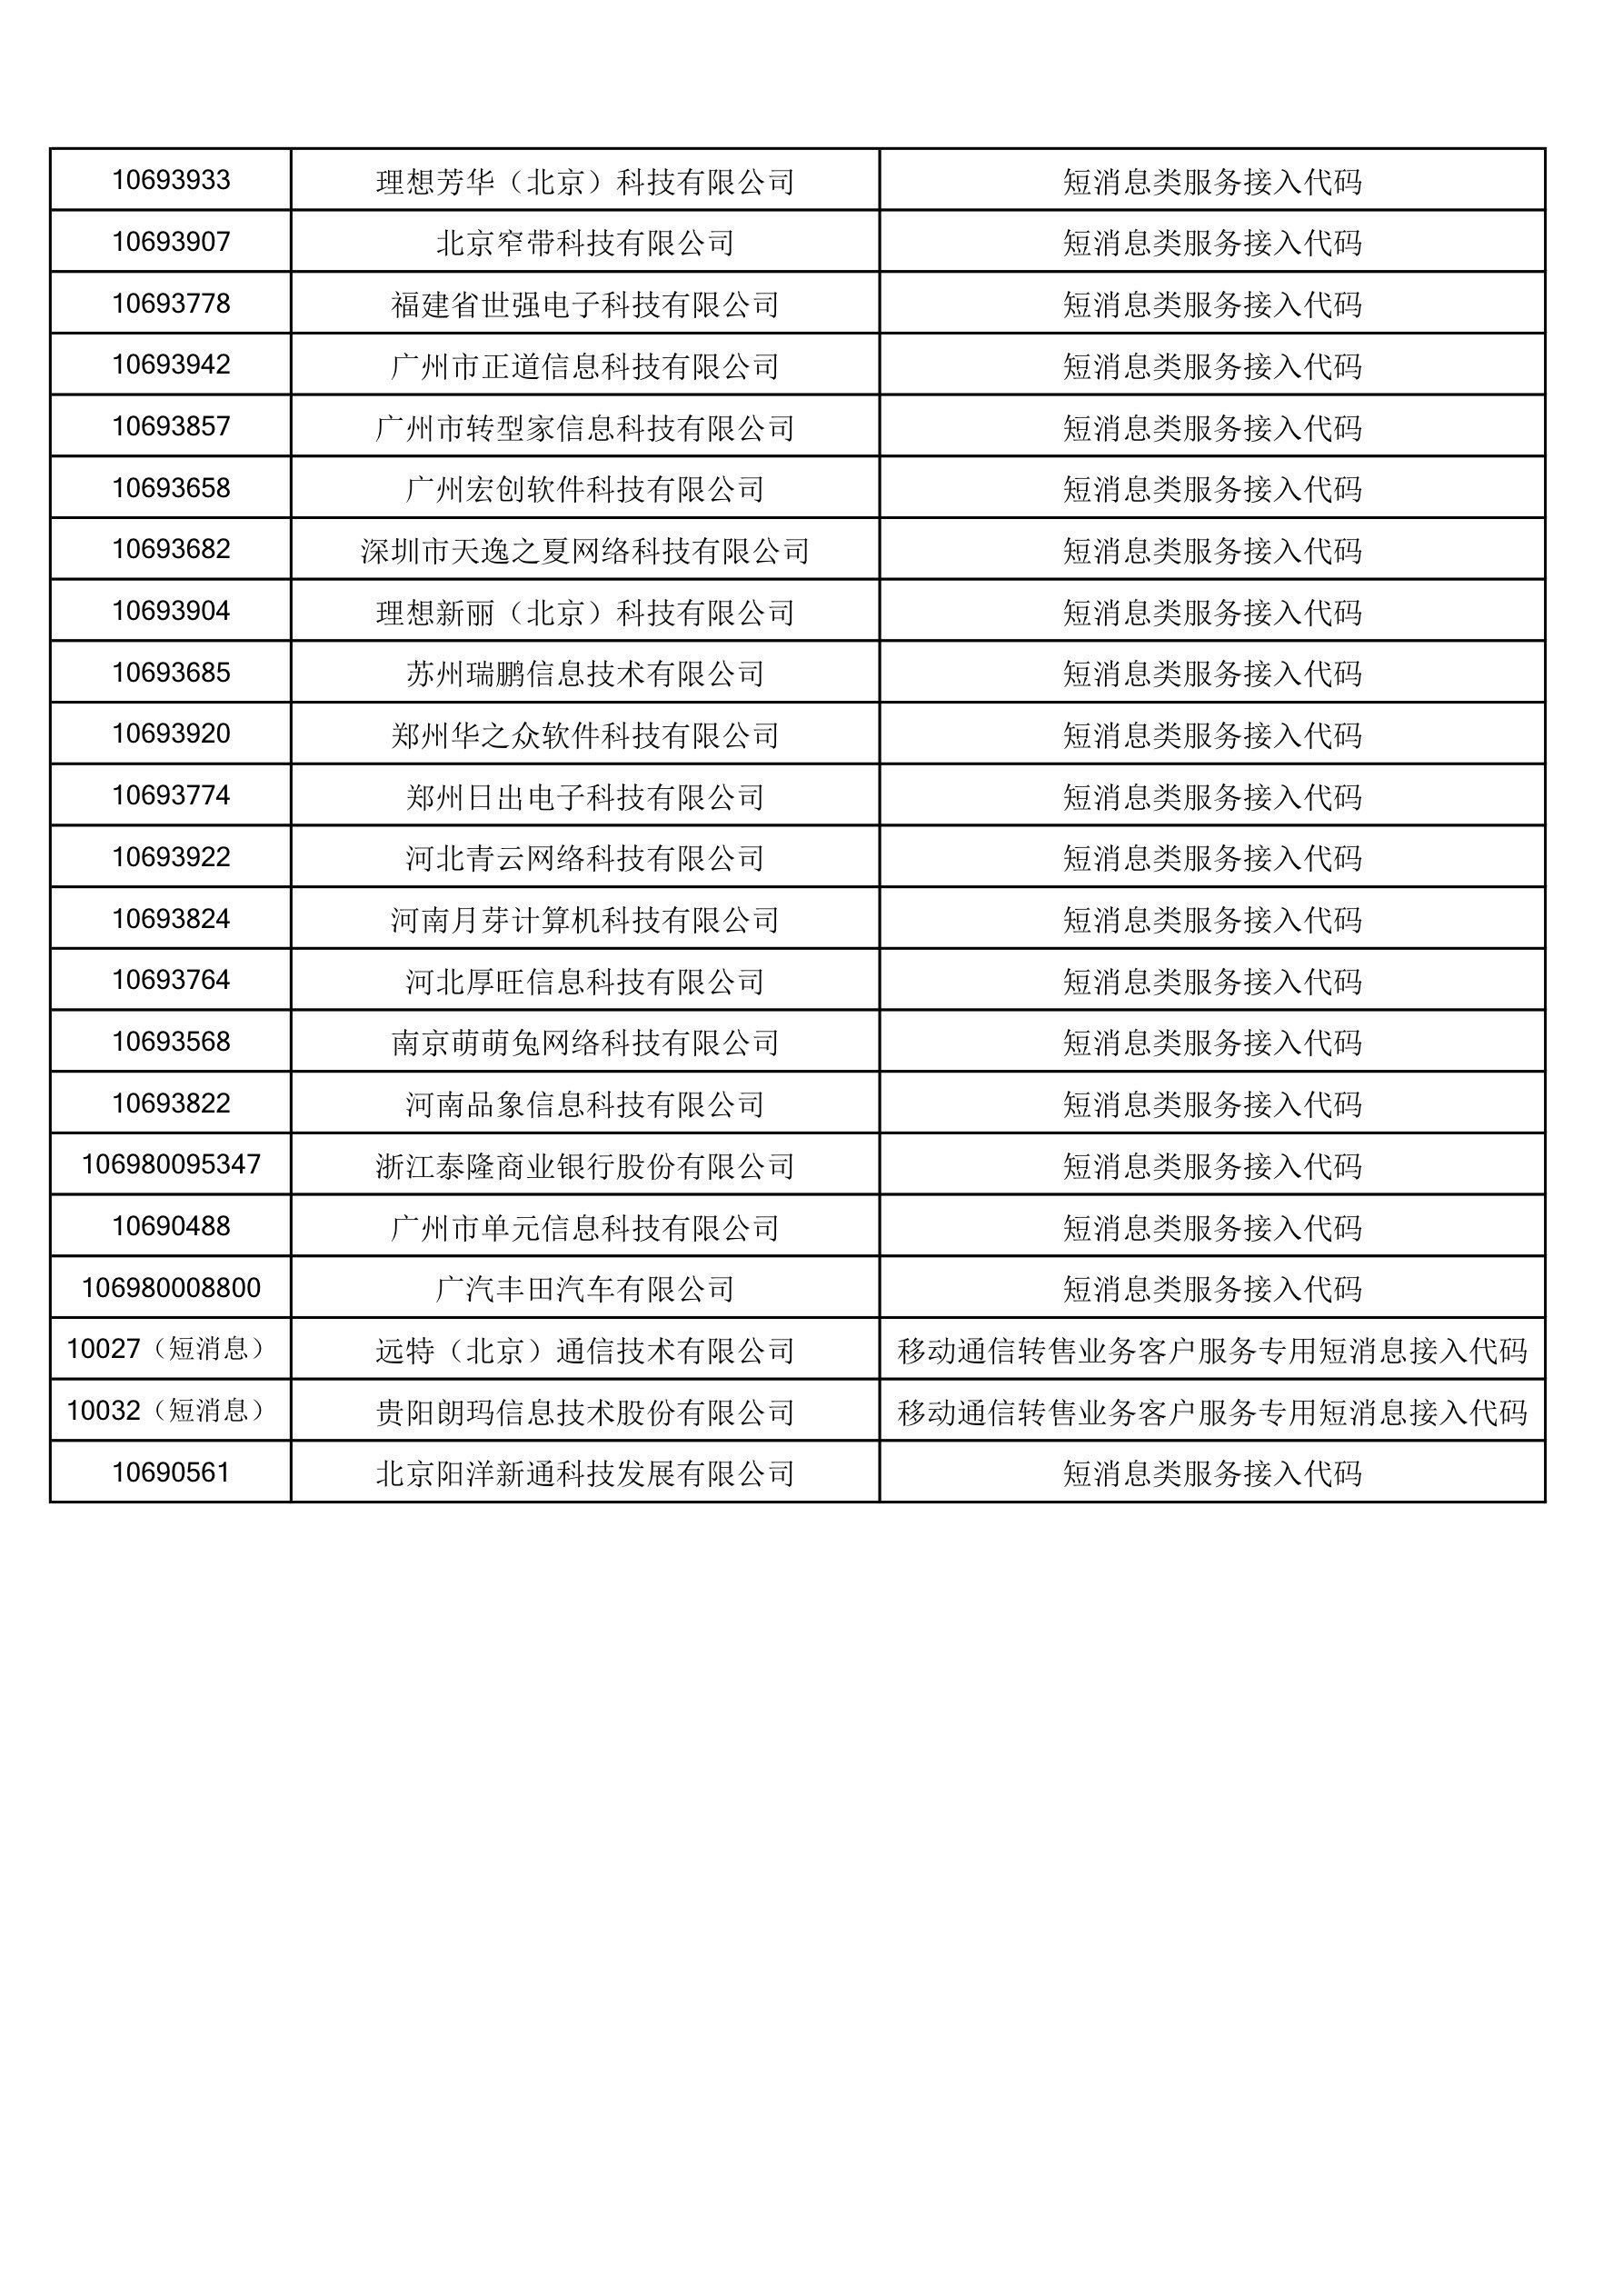 10693933 理想芳华（北京）科技有限公司 短消息类服务接入代码
10693907 北京窄带科技有限公司 短消息类服务接入代码
10693778 福建省世强电子科技有限公司 短消息类服务接入代码
10693942 广州市正道信息科技有限公司 短消息类服务接入代码
10693857 广州市转型家信息科技有限公司 短消息类服务接入代码
10693658 广州宏创软件科技有限公司 短消息类服务接入代码
10693682 深圳市天逸之夏网络科技有限公司 短消息类服务接入代码
10693904 理想新丽（北京）科技有限公司 短消息类服务接入代码
10693685 苏州瑞鹏信息技术有限公司 短消息类服务接入代码
10693920 郑州华之众软件科技有限公司 短消息类服务接入代码
10693774 郑州日出电子科技有限公司 短消息类服务接入代码
10693922 河北青云网络科技有限公司 短消息类服务接入代码
10693824 河南月芽计算机科技有限公司 短消息类服务接入代码
10693764 河北厚旺信息科技有限公司 短消息类服务接入代码
10693568 南京萌萌兔网络科技有限公司 短消息类服务接入代码
10693822 河南品象信息科技有限公司 短消息类服务接入代码
106980095347 浙江泰隆商业银行股份有限公司 短消息类服务接入代码
10690488 广州市单元信息科技有限公司 短消息类服务接入代码
106980008800 广汽丰田汽车有限公司 短消息类服务接入代码
10027（短消息） 远特（北京）通信技术有限公司 移动通信转售业务客户服务专用短消息接入代码
10032（短消息） 贵阳朗玛信息技术股份有限公司 移动通信转售业务客户服务专用短消息接入代码
10690561 北京阳洋新通科技发展有限公司 短消息类服务接入代码